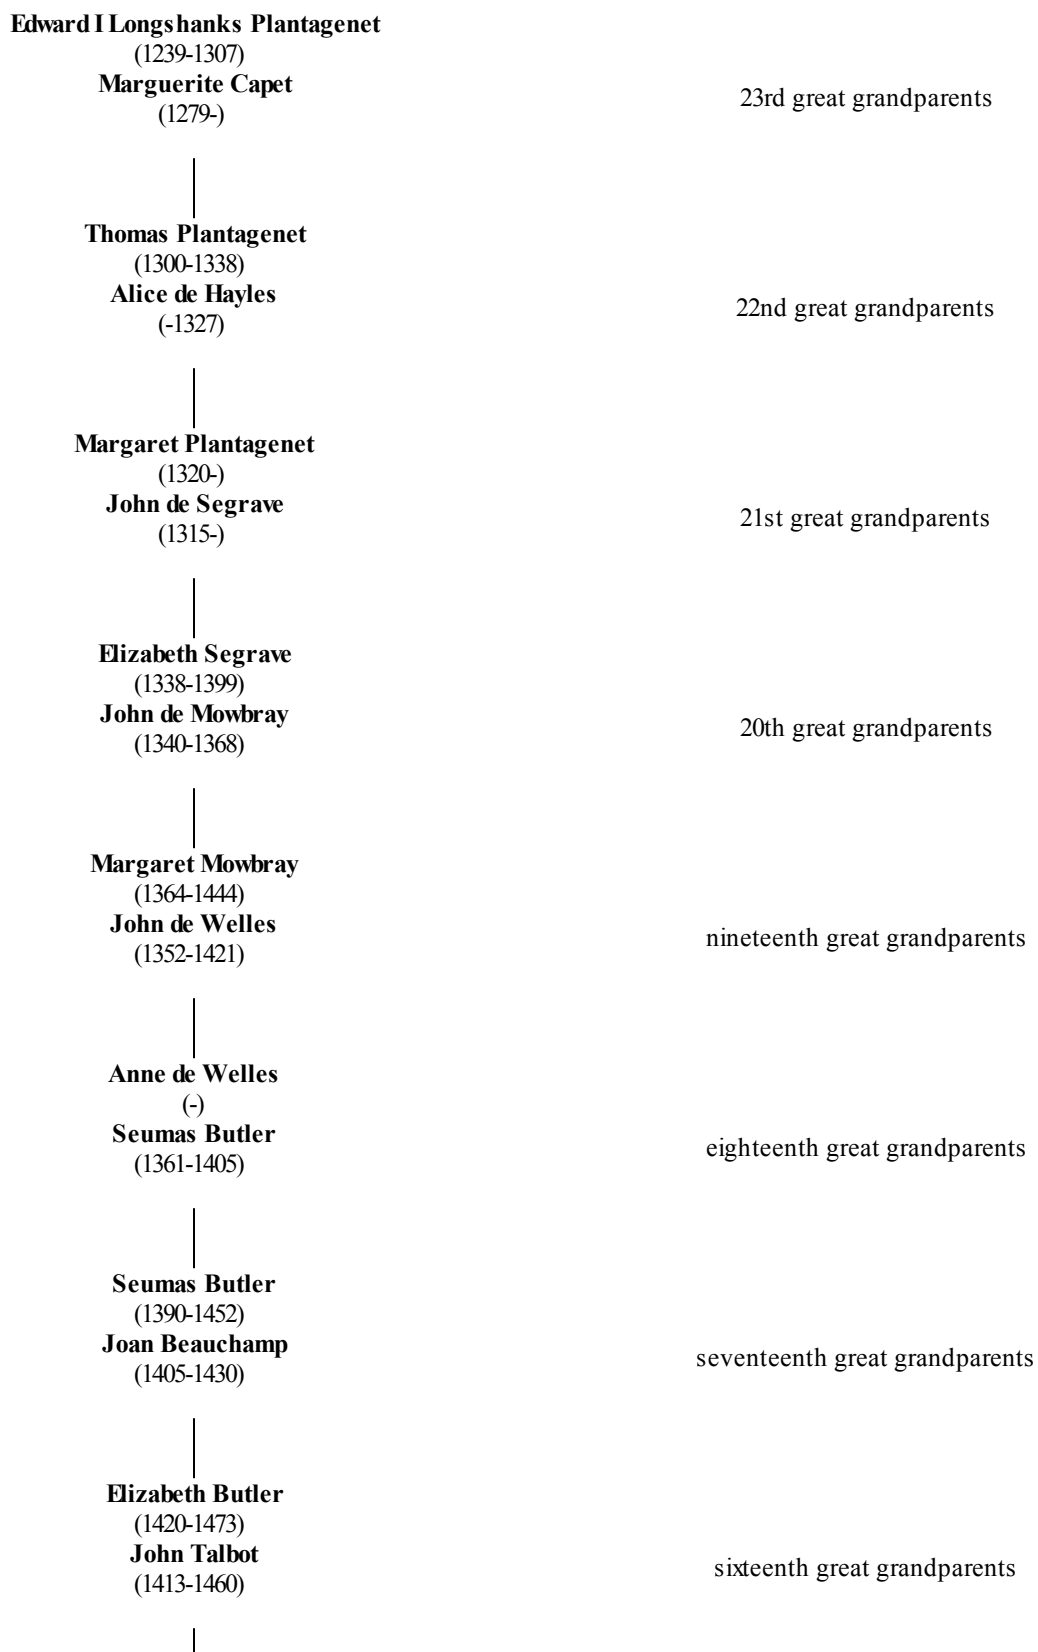 Edward I Longshanks Plantagenet
(1239-1307)
Marguerite Capet
(1279-)
23rd great grandparents
Thomas Plantagenet
(1300-1338)
Alice de Hayles
(-1327)
22nd great grandparents
Margaret Plantagenet
(1320-)
John de Segrave
(1315-)
21st great grandparents
Elizabeth Segrave
(1338-1399)
John de Mowbray
(1340-1368)
20th great grandparents
Margaret Mowbray
(1364-1444)
John de Welles
(1352-1421)
nineteenth great grandparents
Anne de Welles
(-)
Seumas Butler
(1361-1405)
eighteenth great grandparents
Seumas Butler
(1390-1452)
Joan Beauchamp
(1405-1430)
seventeenth great grandparents
Elizabeth Butler
(1420-1473)
John Talbot
(1413-1460)
sixteenth great grandparents